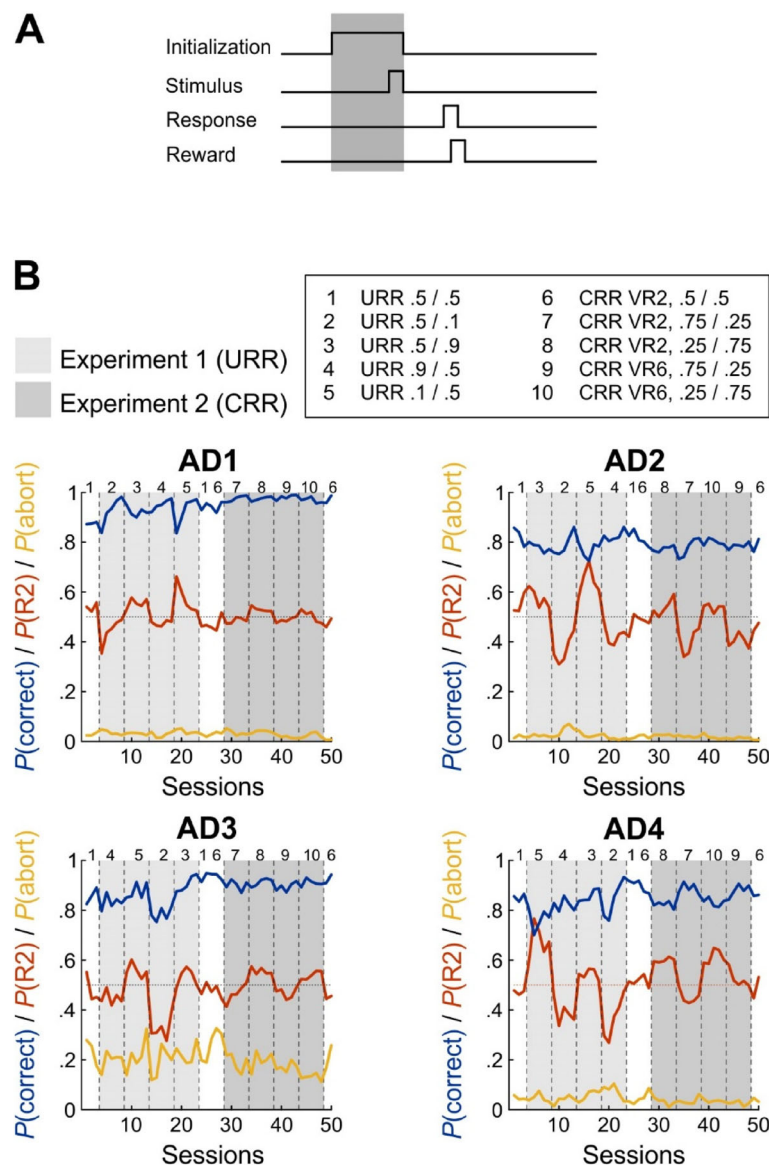 A
Initialization
Stimulus
Response
Reward
B
1 URR .5 / .5 6 CRR VR2, .5 / .5
2 URR .5 / .1 7 CRR VR2, .75 / .25
3 URR .5 / .9 8 CRR VR2, .25 / .75
4 URR .9 / .5 9 CRR VR6, .75 / .25
5 URR .1 / .5 10 CRR VR6, .25 / .75
Experiment 1 (URR)
Experiment 2 (CRR)
AD1
1 2 3 4 5 1 6 7 8 9 10 6
P(correct) / P(R2) / P(abort)
1
.8
.6
.4
.2
0
10 20 30 40 50
Sessions
AD2
1 3 2 5 4 1 6 8 7 10 9 6
P(correct) / P(R2) / P(abort)
1
.8
.6
.4
.2
0
10 20 30 40 50
Sessions
AD3
1 4 5 2 3 1 6 7 8 9 10 6
P(correct) / P(R2) / P(abort)
1
.8
.6
.4
.2
0
10 20 30 40 50
Sessions
AD4
1 5 4 3 2 1 6 8 7 10 9 6
P(correct) / P(R2) / P(abort)
1
.8
.6
.4
.2
0
10 20 30 40 50
Sessions